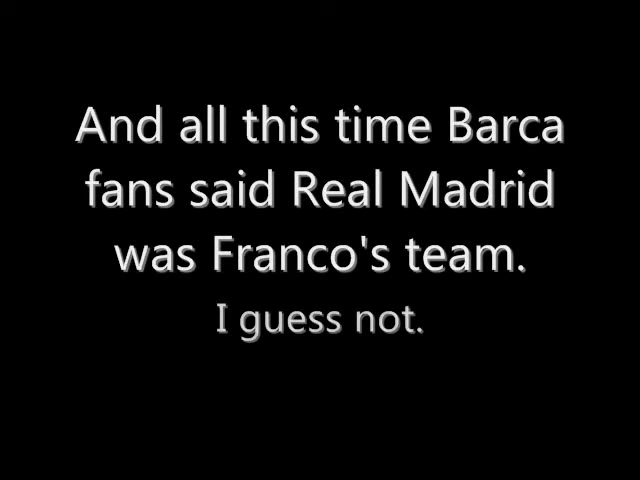 And all this time Barca
fans said Real Madrid
was Franco's team.
I guess not.